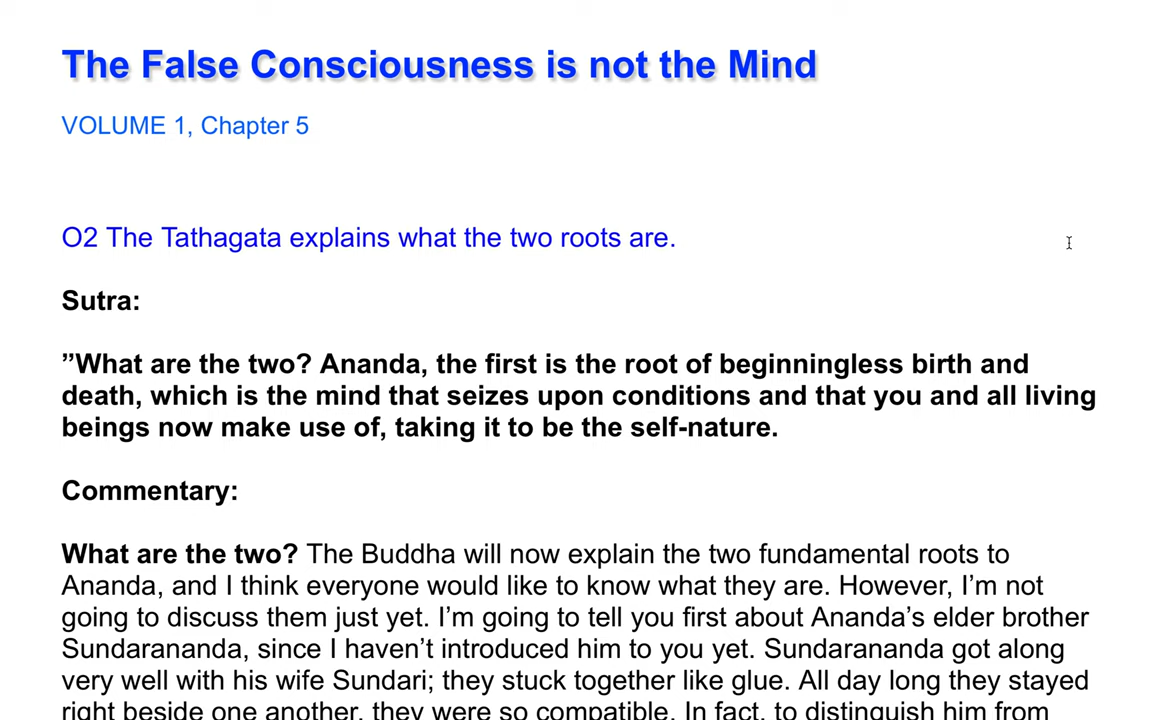 The False Consciousness is not the Mind
VOLUME 1, Chapter 5
O2 The Tathagata explains what the two roots are.
Sutra:
”What are the two? Ananda, the first is the root of beginningless birth and
death, which is the mind that seizes upon conditions and that you and all living
beings now make use of, taking it to be the self-nature.
Commentary:
What are the two? The Buddha will now explain the two fundamental roots to
Ananda, and I think everyone would like to know what they are. However, I’m not
going to discuss them just yet. I’m going to tell you first about Ananda’s elder brother
Sundarananda, since I haven’t introduced him to you yet. Sundarananda got along
very well with his wife Sundari; they stuck together like glue. All day long they stayed
right beside one another, they were so compatible. In fact, to distinguish him from